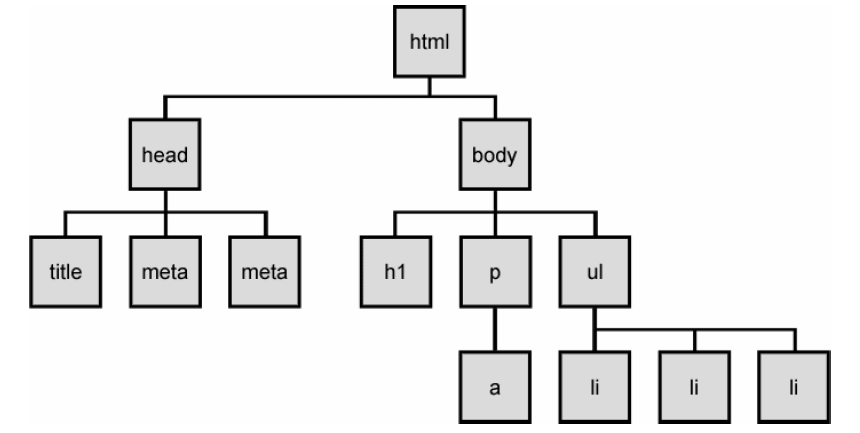 html
head body
title meta meta h1 p ul
a li li li